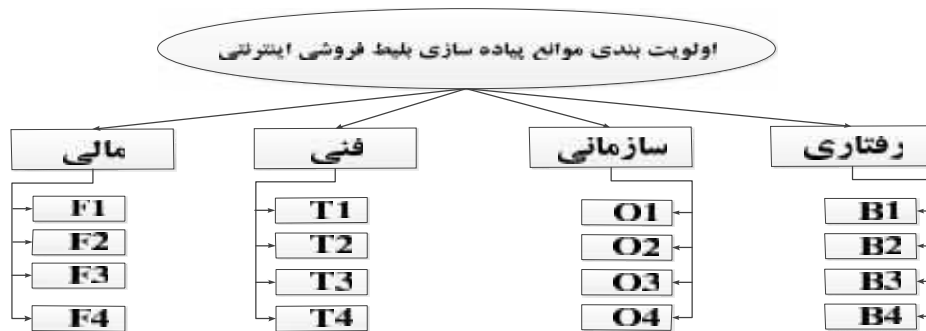 اولویت بندی موانع پیاده سازی بلیط فروشی اینترنتی
رفتاری
سازمانی
فنی
مالی
B1
O1
T1
F1
B2
O2
T2
F2
B3
O3
T3
F3
B4
O4
T4
F4